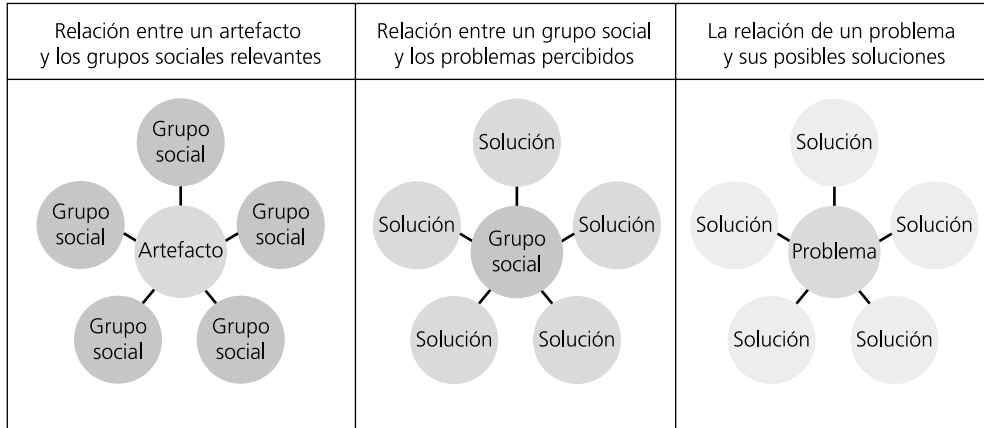 Relación entre un artefacto
y los grupos sociales relevantes
Relación entre un grupo social
y los problemas percibidos
La relación de un problema
y sus posibles soluciones
Grupo
social
Grupo
social
Artefacto
Grupo
social
Grupo
social
Grupo
social
Solución
Solución
Grupo
social
Solución
Solución
Solución
Solución
Solución
Problema
Solución
Solución
Solución